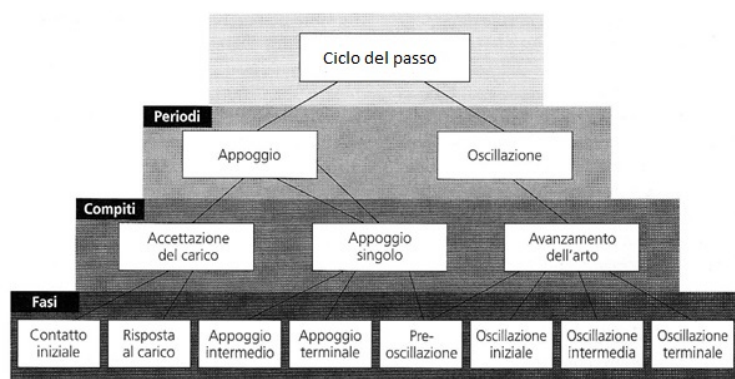 Ciclo del passo
Periodi
Appoggio
Oscillazione
Compiti
Accettazione
del carico
Appoggio
singolo
Avanzamento
dell'arto
Fasi
Contatto
iniziale
Risposta
al carico
Appoggio
intermedio
Appoggio
terminale
Pre-
oscillazione
Oscillazione
iniziale
Oscillazione
intermedia
Oscillazione
terminale